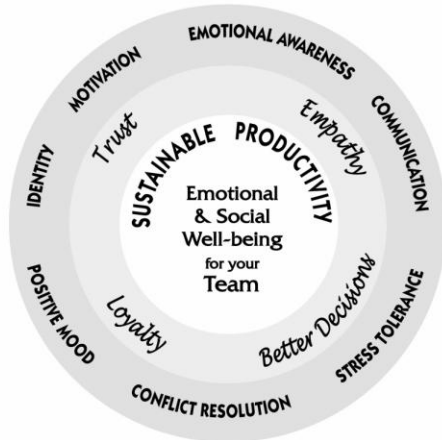 EMOTIONAL AWARENESS
COMMUNICATION
STRESS TOLERANCE
CONFLICT RESOLUTION
POSITIVE MOOD
IDENTITY
MOTIVATION
Trust
Empathy
Better Decisions
Loyalty
SUSTAINABLE PRODUCTIVITY
Emotional
& Social
Well-being
for your
Team